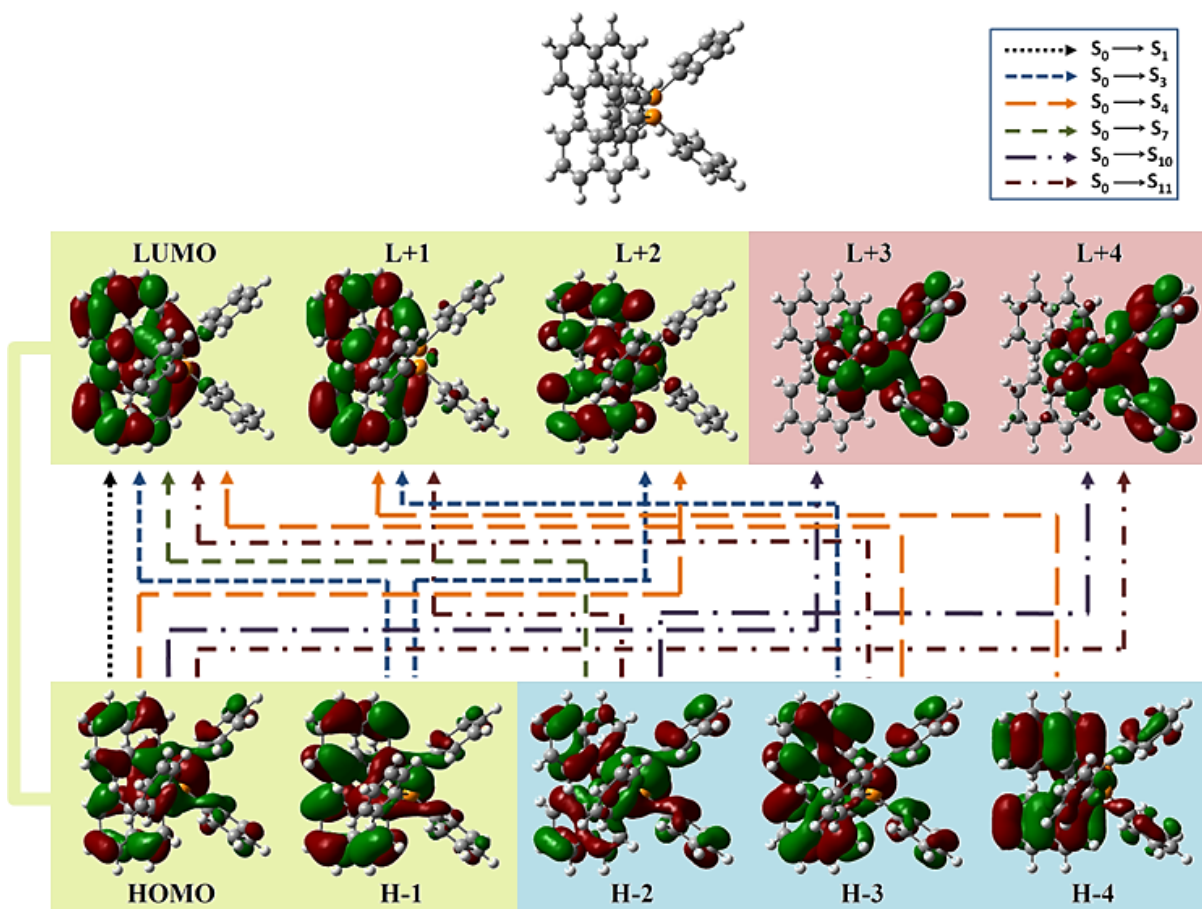 S₀ ⟶ S₁
S₀ ⟶ S₃
S₀ ⟶ S₄
S₀ ⟶ S₇
S₀ ⟶ S₁₀
S₀ ⟶ S₁₁
LUMO L+1 L+2 L+3 L+4
HOMO H-1 H-2 H-3 H-4